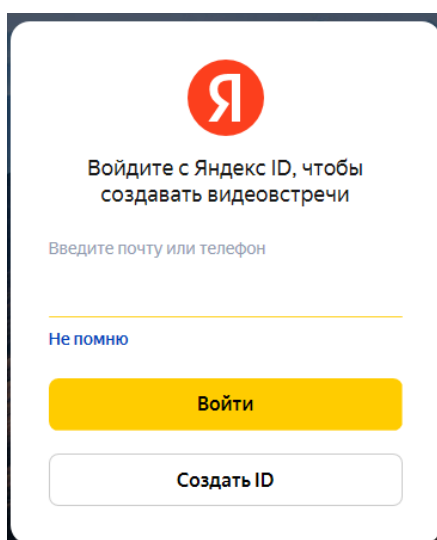 Я
Войдите с Яндекс ID, чтобы
создавать видеовстречи
Введите почту или телефон
Не помню
Войти
Создать ID